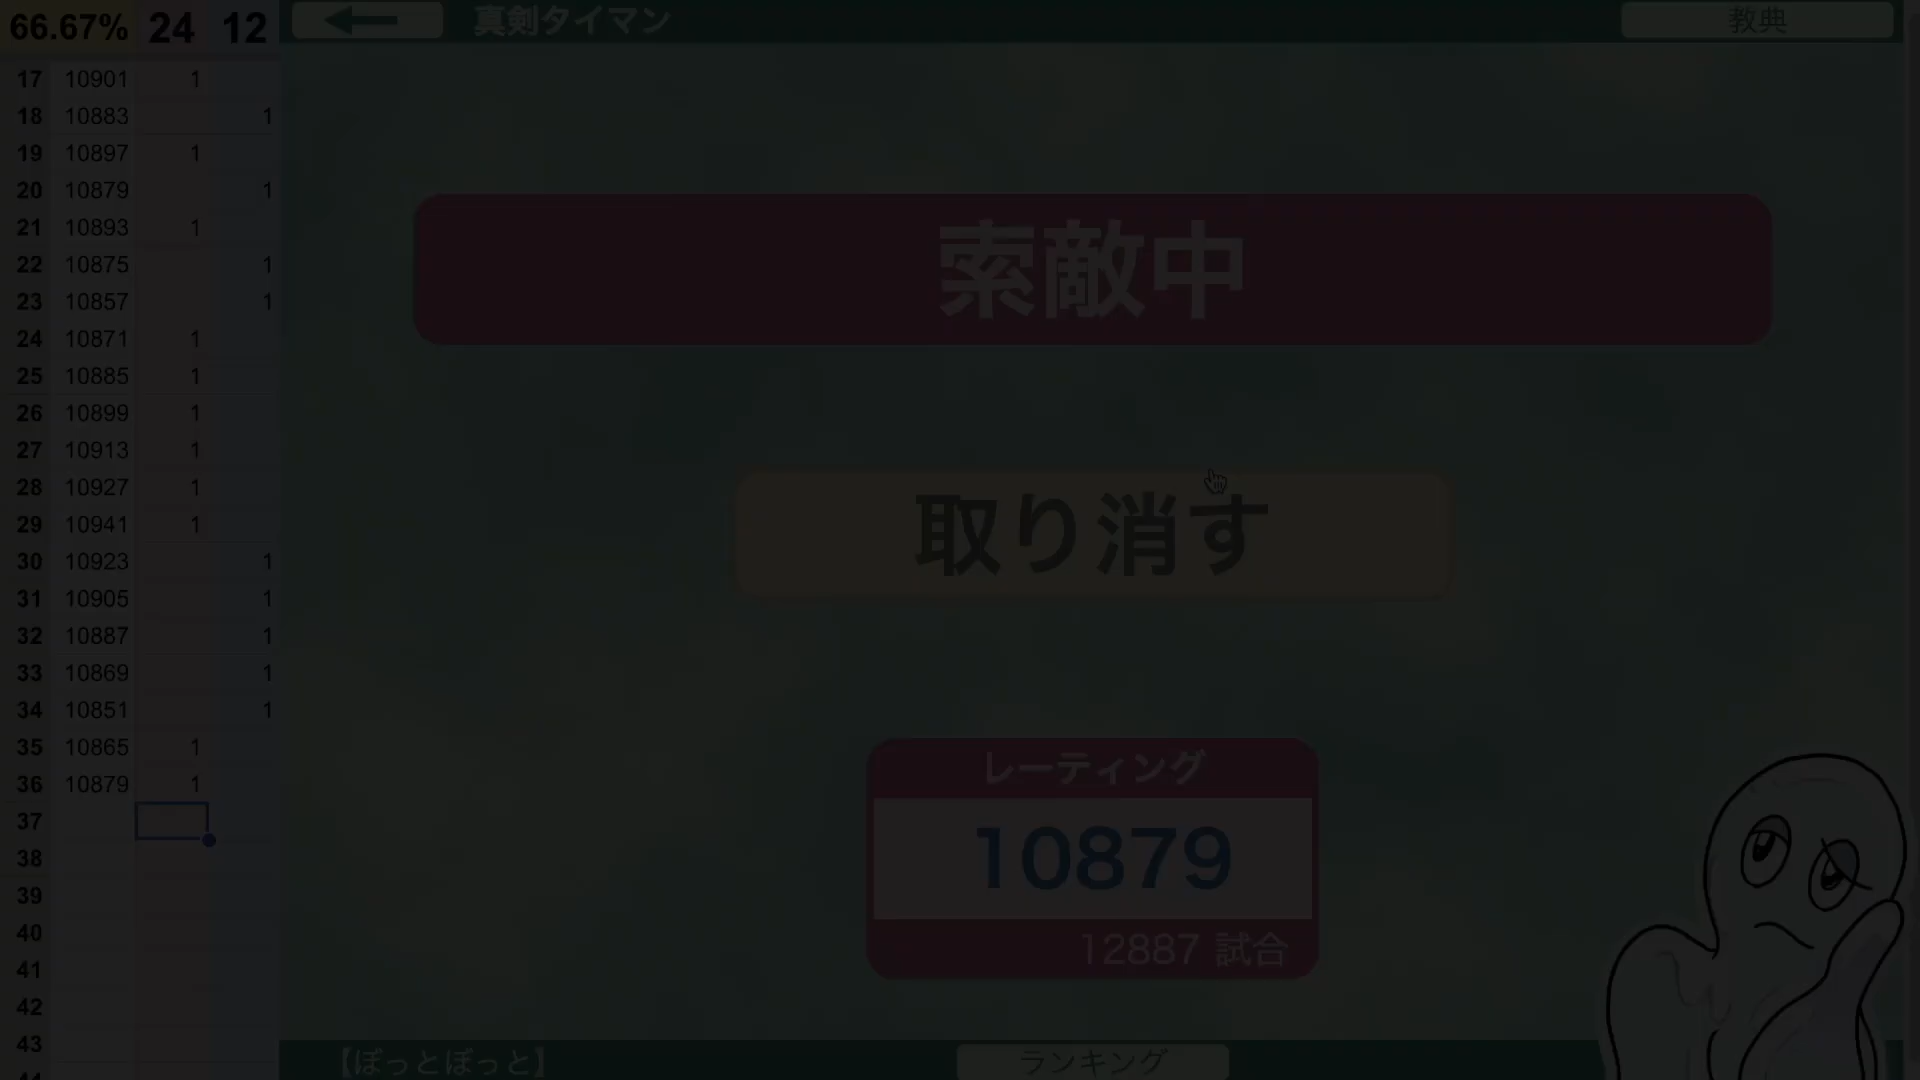 66.67% 24 12
真剣タイマン
教典
17 10901 1
18 10883 1
19 10897 1
20 10879 1
21 10893 1
22 10875 1
23 10857 1
24 10871 1
25 10885 1
26 10899 1
27 10913 1
28 10927 1
29 10941 1
30 10923 1
31 10905 1
32 10887 1
33 10869 1
34 10851 1
35 10865 1
36 10879 1
37
38
39
40
41
42
43
44
索敵中
取り消す
レーティング
10879
12887 試合
【ぼっとぼっと】
ランキング